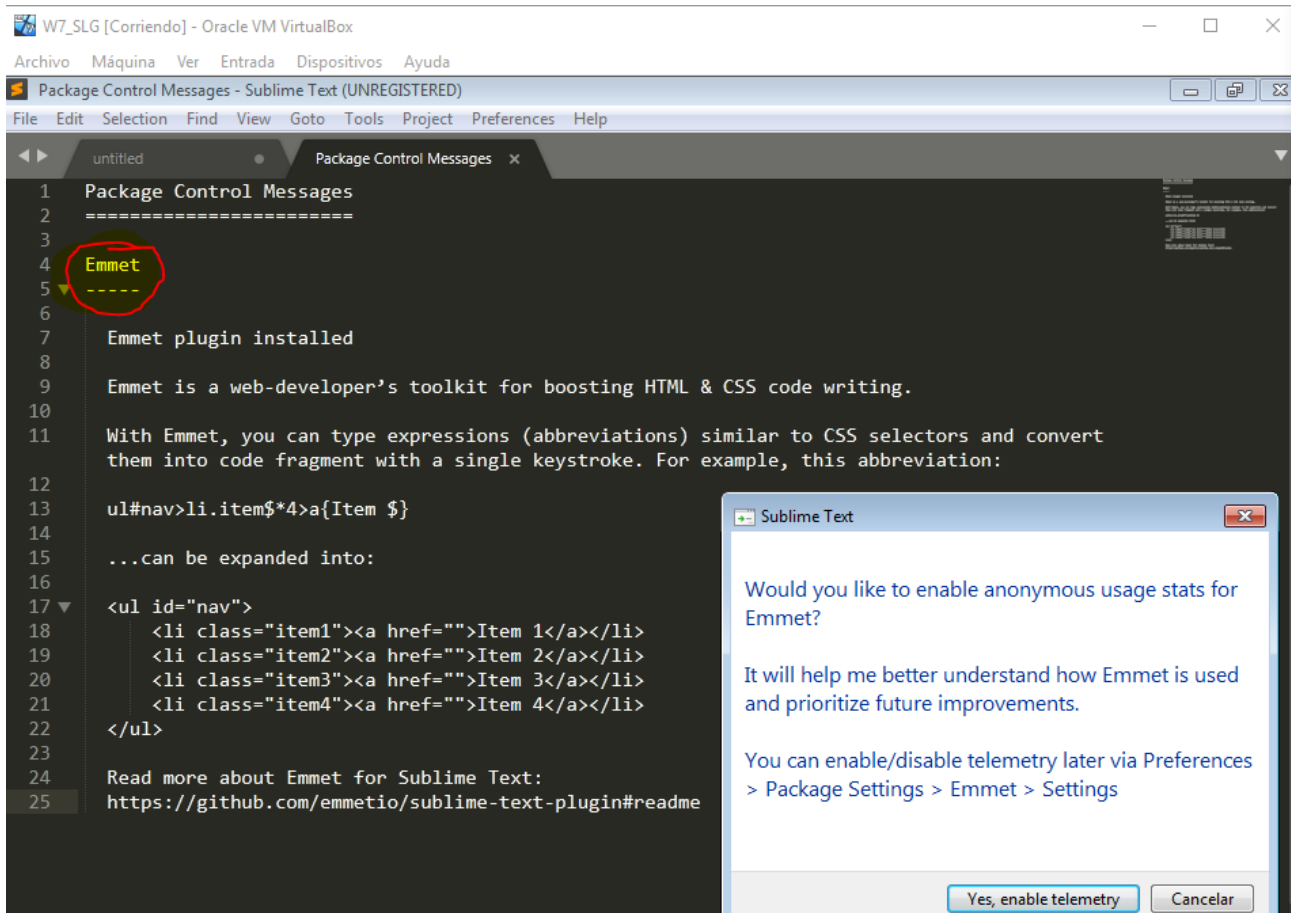 W7_SLG [Corriendo] - Oracle VM VirtualBox
Archivo Máquina Ver Entrada Dispositivos Ayuda
Package Control Messages - Sublime Text (UNREGISTERED)
File Edit Selection Find View Goto Tools Project Preferences Help
untitled Package Control Messages
1 Package Control Messages
2 ========================
3
4 Emmet
5 -----
6
7 Emmet plugin installed
8
9 Emmet is a web-developer’s toolkit for boosting HTML & CSS code writing.
10
11 With Emmet, you can type expressions (abbreviations) similar to CSS selectors and convert
them into code fragment with a single keystroke. For example, this abbreviation:
12
13 ul#nav>li.item$*4>a{Item $}
14
15 ...can be expanded into:
16
17 <ul id="nav">
18 <li class="item1"><a href="">Item 1</a></li>
19 <li class="item2"><a href="">Item 2</a></li>
20 <li class="item3"><a href="">Item 3</a></li>
21 <li class="item4"><a href="">Item 4</a></li>
22 </ul>
23
24 Read more about Emmet for Sublime Text:
25 https://github.com/emmetio/sublime-text-plugin#readme
Sublime Text
Would you like to enable anonymous usage stats for
Emmet?
It will help me better understand how Emmet is used
and prioritize future improvements.
You can enable/disable telemetry later via Preferences
> Package Settings > Emmet > Settings
Yes, enable telemetry Cancelar